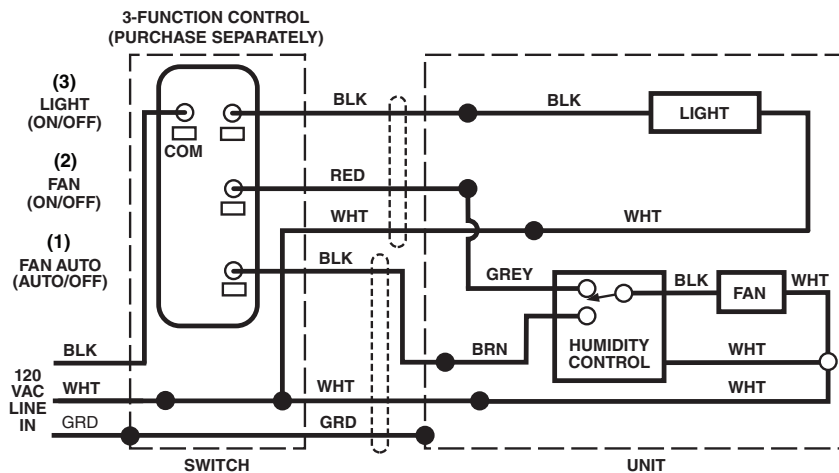 3-FUNCTION CONTROL
(PURCHASE SEPARATELY)
(3)
LIGHT
(ON/OFF)
COM
BLK
BLK
LIGHT
(2)
FAN
(ON/OFF)
RED
WHT
WHT
(1)
FAN AUTO
(AUTO/OFF)
BLK
GREY
BLK
FAN
WHT
BRN
HUMIDITY
CONTROL
WHT
120
VAC
LINE
IN
BLK
WHT
WHT
WHT
GRD
GRD
SWITCH
UNIT